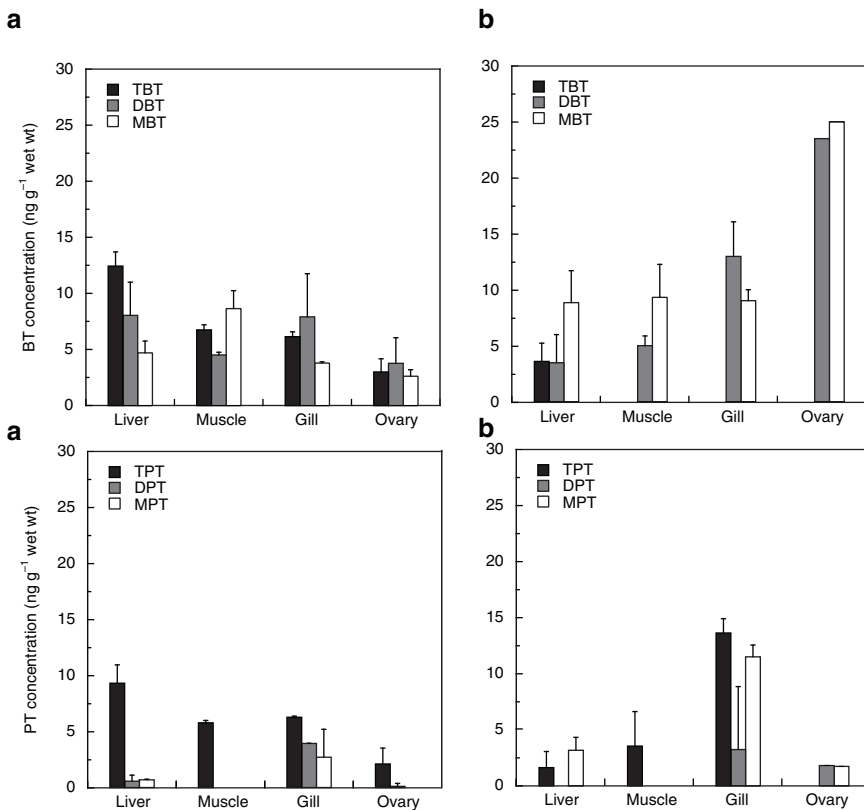 a
30
25
20
15
10
5
0
BT concentration (ng g⁻¹ wet wt)
TBT
DBT
MBT
Liver Muscle Gill Ovary
b
30
25
20
15
10
5
0
TBT
DBT
MBT
Liver Muscle Gill Ovary
a
30
25
20
15
10
5
0
PT concentration (ng g⁻¹ wet wt)
TPT
DPT
MPT
Liver Muscle Gill Ovary
b
30
25
20
15
10
5
0
TPT
DPT
MPT
Liver Muscle Gill Ovary